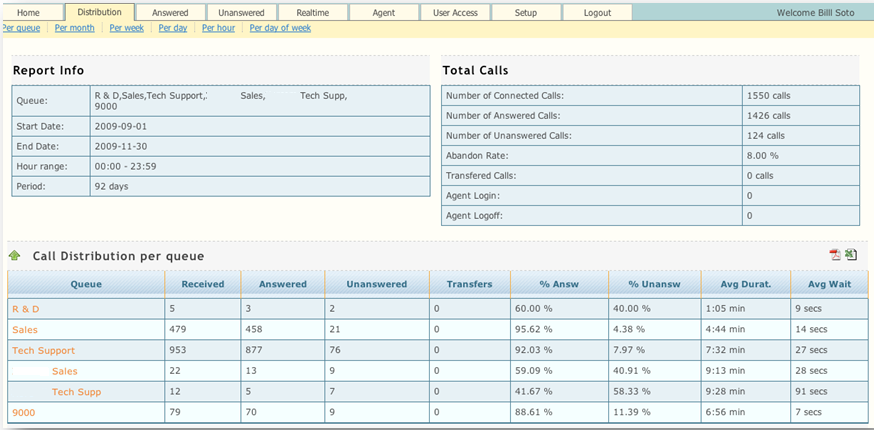 Home Distribution Answered Unanswered Realtime Agent User Access Setup Logout Welcome Billl Soto
Per queue Per month Per week Per day Per hour Per day of week
Report Info
Queue: R & D,Sales,Tech Support,: Sales, Tech Supp,
9000
Start Date: 2009-09-01
End Date: 2009-11-30
Hour range: 00:00 - 23:59
Period: 92 days
Total Calls
Number of Connected Calls: 1550 calls
Number of Answered Calls: 1426 calls
Number of Unanswered Calls: 124 calls
Abandon Rate: 8.00 %
Transfered Calls: 0 calls
Agent Login: 0
Agent Logoff: 0
Call Distribution per queue
Queue Received Answered Unanswered Transfers % Answ % Unansw Avg Durat. Avg Wait
R & D 5 3 2 0 60.00 % 40.00 % 1:05 min 9 secs
Sales 479 458 21 0 95.62 % 4.38 % 4:44 min 14 secs
Tech Support 953 877 76 0 92.03 % 7.97 % 7:32 min 27 secs
Sales 22 13 9 0 59.09 % 40.91 % 9:13 min 28 secs
Tech Supp 12 5 7 0 41.67 % 58.33 % 9:28 min 91 secs
9000 79 70 9 0 88.61 % 11.39 % 6:56 min 7 secs